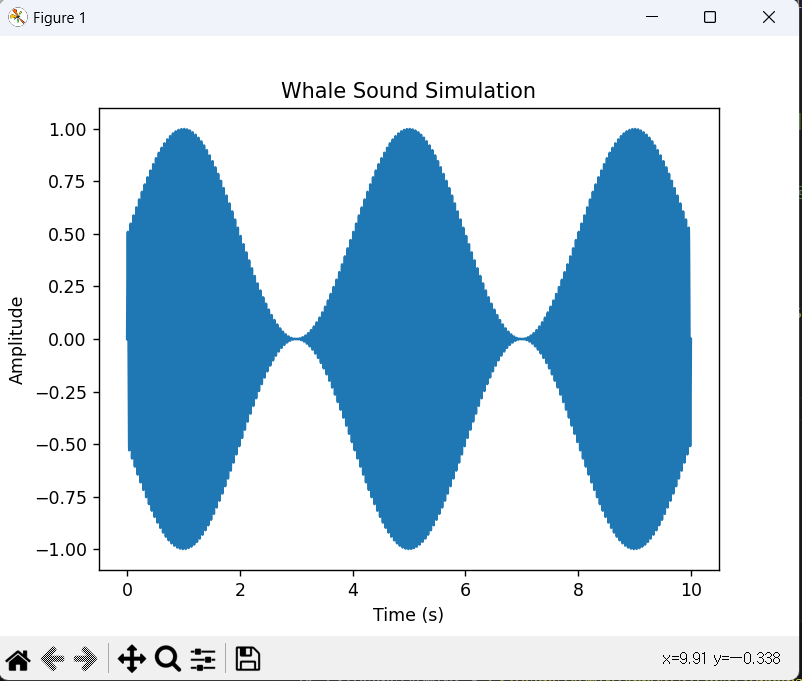 Figure 1
Whale Sound Simulation
1.00
0.75
0.50
0.25
0.00
−0.25
−0.50
−0.75
−1.00
Amplitude
0 2 4 6 8 10
Time (s)
x=9.91 y=−0.338